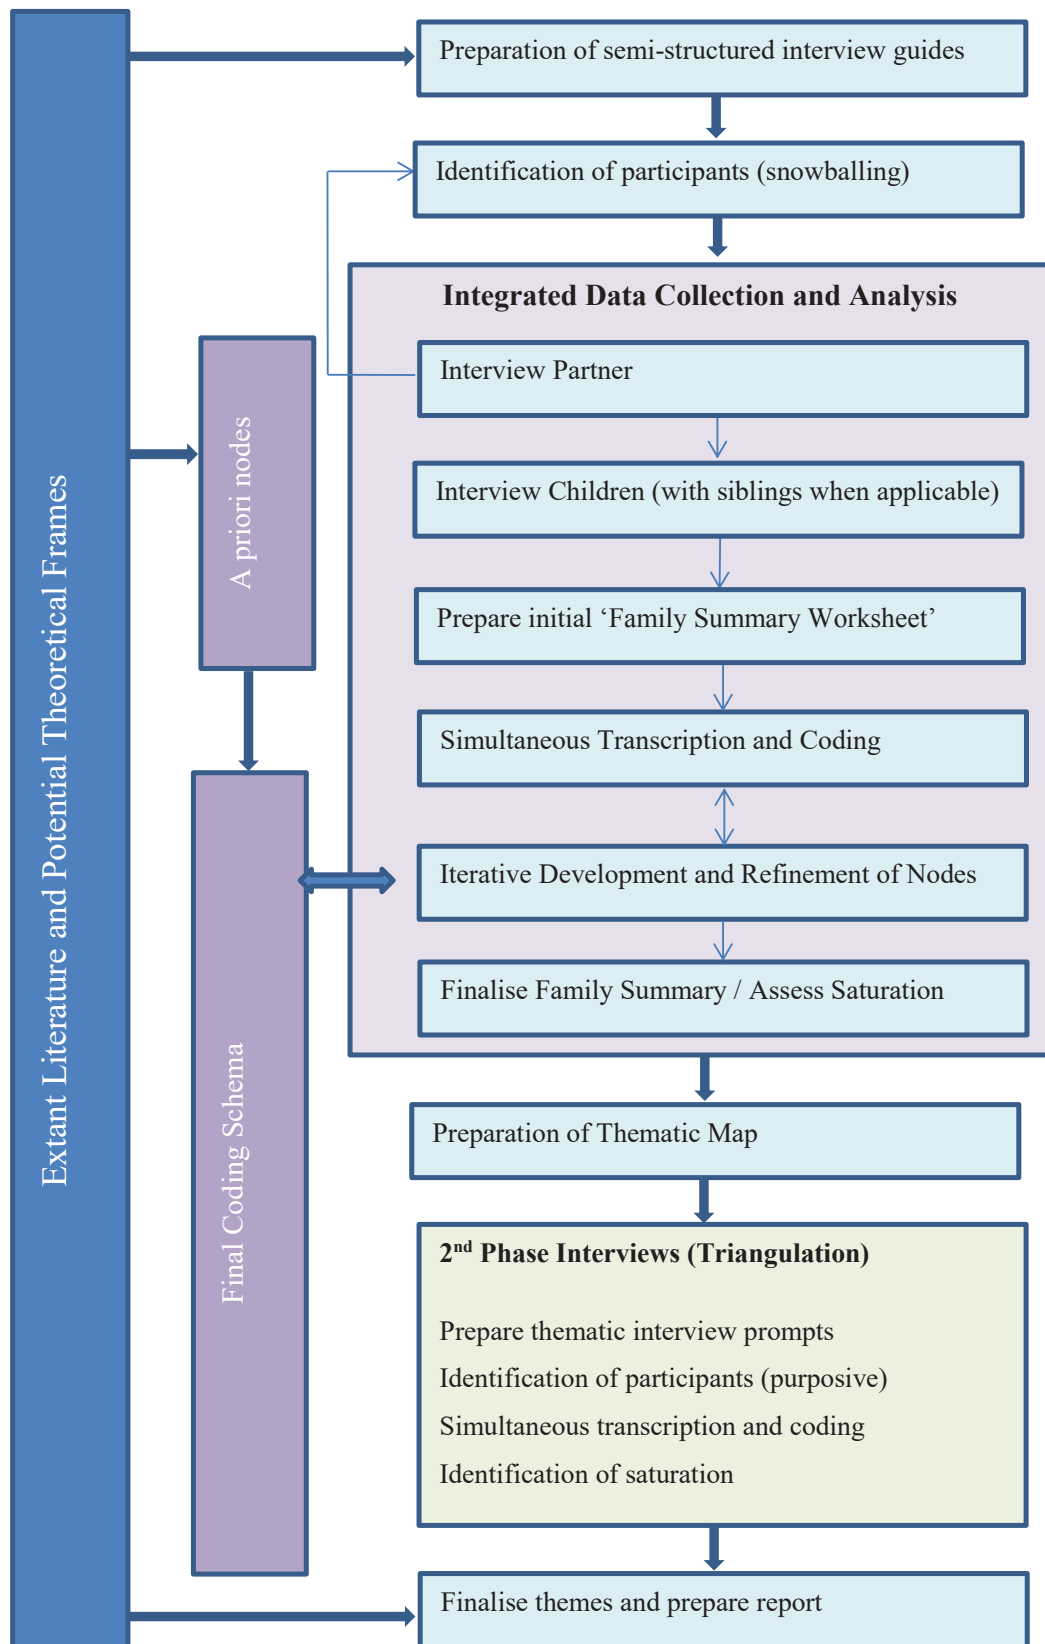 Extant Literature and Potential Theoretical Frames
A priori nodes
Final Coding Schema
Preparation of semi-structured interview guides
Identification of participants (snowballing)
Integrated Data Collection and Analysis
Interview Partner
Interview Children (with siblings when applicable)
Prepare initial ‘Family Summary Worksheet’
Simultaneous Transcription and Coding
Iterative Development and Refinement of Nodes
Finalise Family Summary / Assess Saturation
Preparation of Thematic Map
2nd Phase Interviews (Triangulation)
Prepare thematic interview prompts
Identification of participants (purposive)
Simultaneous transcription and coding
Identification of saturation
Finalise themes and prepare report